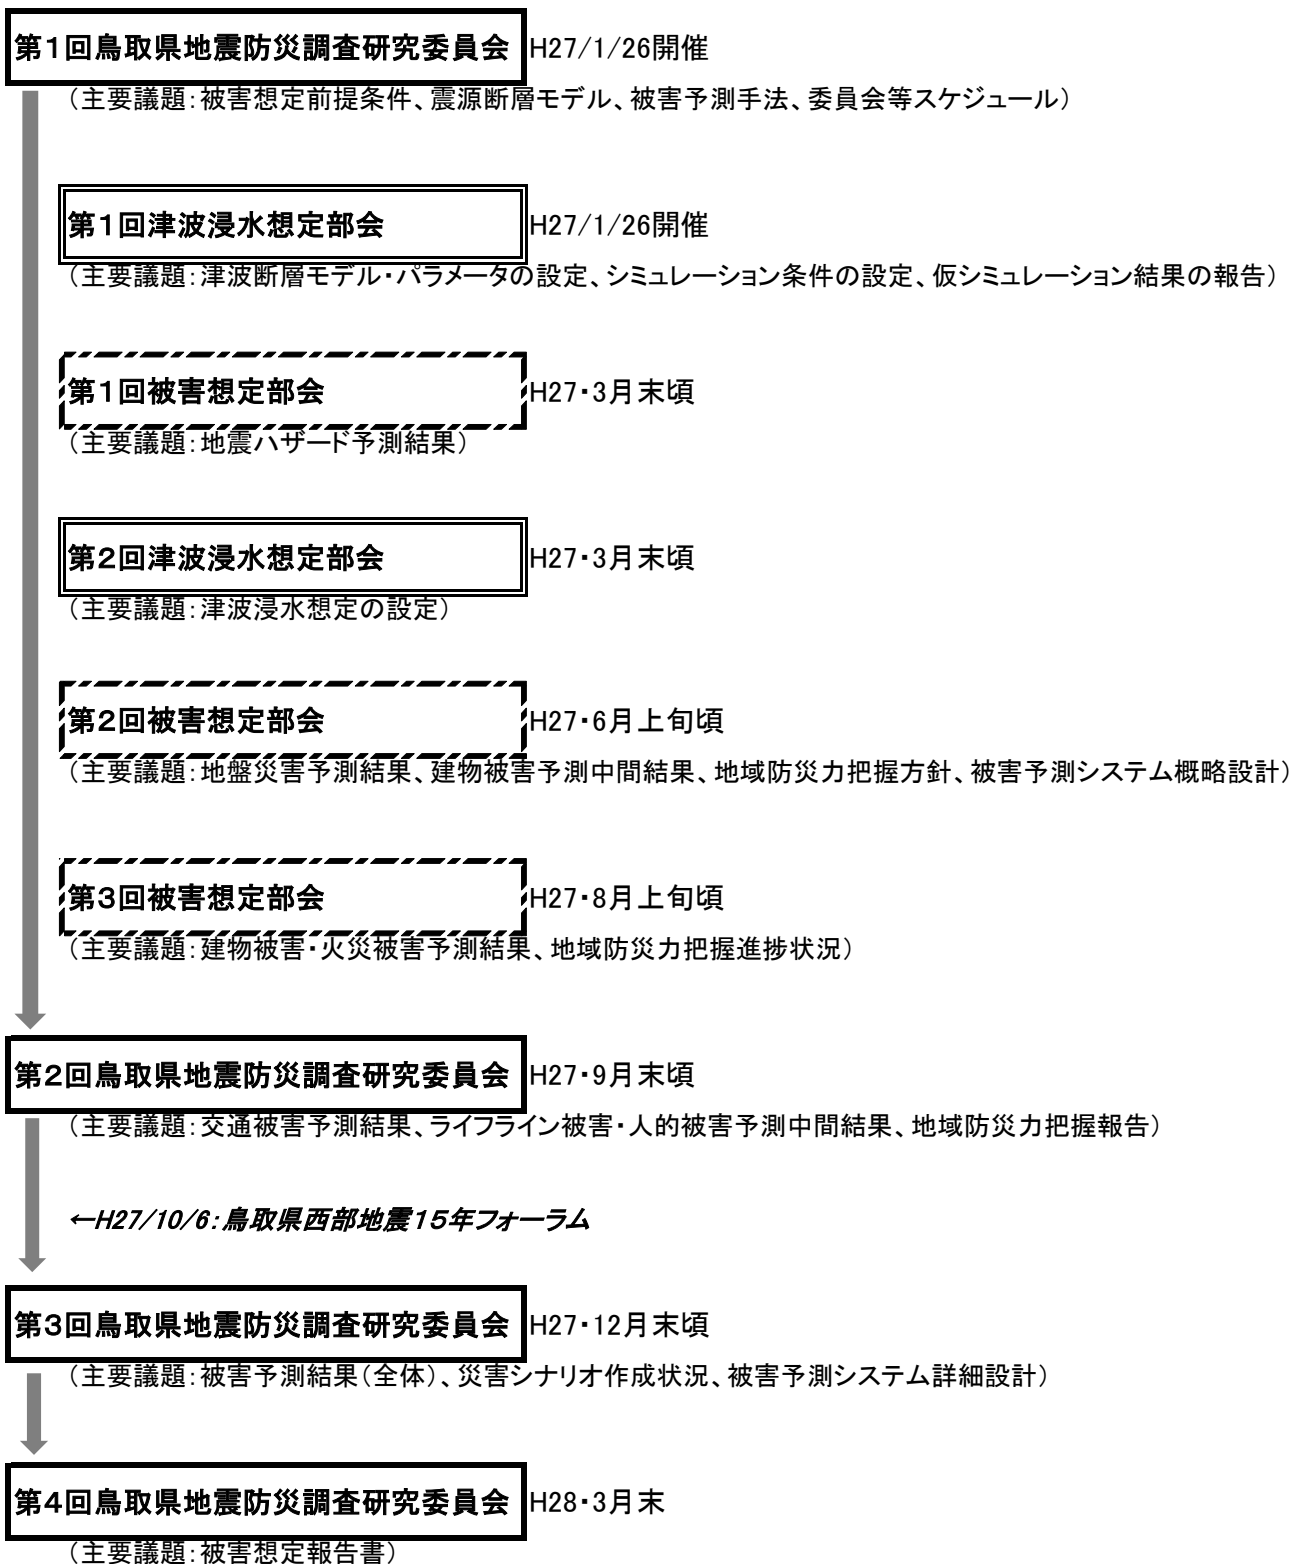 第１回鳥取県地震防災調査研究委員会 H27/1/26開催
（主要議題：被害想定前提条件、震源断層モデル、被害予測手法、委員会等スケジュール）
第１回津波浸水想定部会 H27/1/26開催
（主要議題：津波断層モデル・パラメータの設定、シミュレーション条件の設定、仮シミュレーション結果の報告）
第１回被害想定部会 H27・3月末頃
（主要議題：地震ハザード予測結果）
第２回津波浸水想定部会 H27・3月末頃
（主要議題：津波浸水想定の設定）
第２回被害想定部会 H27・6月上旬頃
（主要議題：地盤災害予測結果、建物被害予測中間結果、地域防災力把握方針、被害予測システム概略設計）
第３回被害想定部会 H27・8月上旬頃
（主要議題：建物被害・火災被害予測結果、地域防災力把握進捗状況）
第２回鳥取県地震防災調査研究委員会 H27・9月末頃
（主要議題：交通被害予測結果、ライフライン被害・人的被害予測中間結果、地域防災力把握報告）
←H27/10/6：鳥取県西部地震１５年フォーラム
第３回鳥取県地震防災調査研究委員会 H27・12月末頃
（主要議題：被害予測結果（全体）、災害シナリオ作成状況、被害予測システム詳細設計）
第４回鳥取県地震防災調査研究委員会 H28・3月末
（主要議題：被害想定報告書）